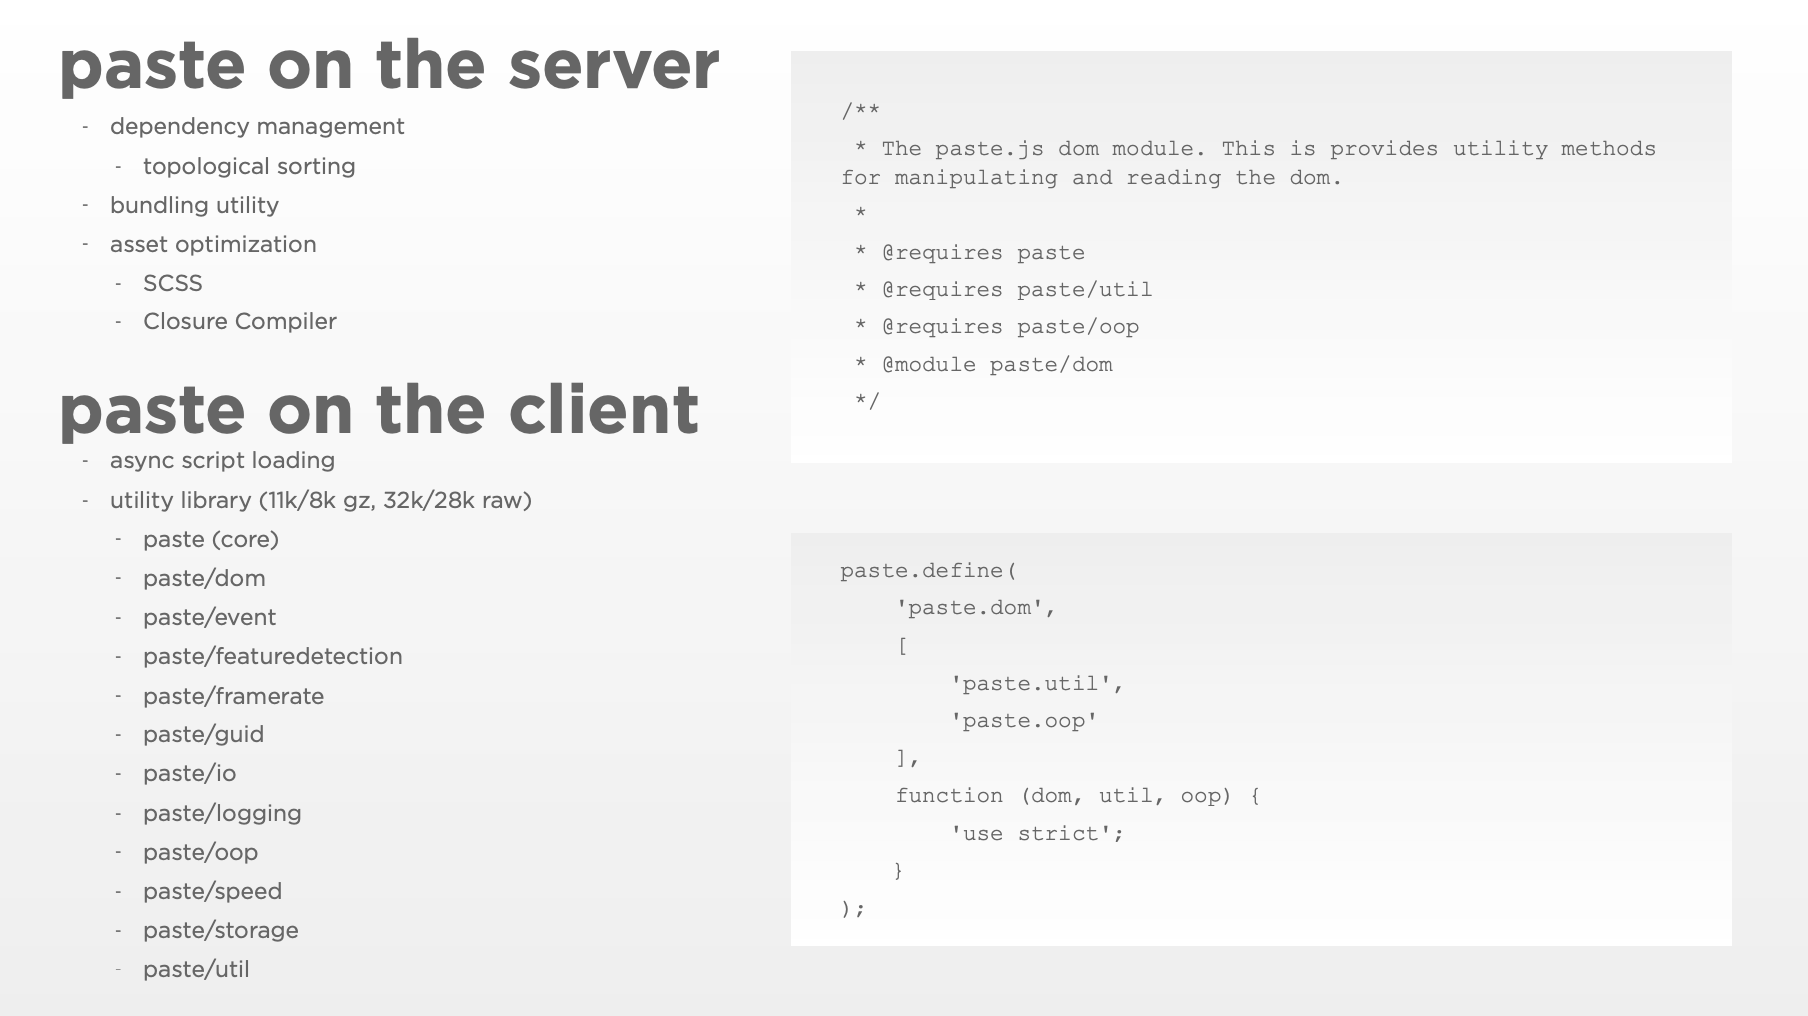 paste on the server
- dependency management
- topological sorting
- bundling utility
- asset optimization
- SCSS
- Closure Compiler
paste on the client
- async script loading
- utility library (11k/8k gz, 32k/28k raw)
- paste (core)
- paste/dom
- paste/event
- paste/featuredetection
- paste/framerate
- paste/guid
- paste/io
- paste/logging
- paste/oop
- paste/speed
- paste/storage
- paste/util
/**
* The paste.js dom module. This is provides utility methods
for manipulating and reading the dom.
*
* @requires paste
* @requires paste/util
* @requires paste/oop
* @module paste/dom
*/
paste.define(
'paste.dom',
[
'paste.util',
'paste.oop'
],
function (dom, util, oop) {
'use strict';
}
);